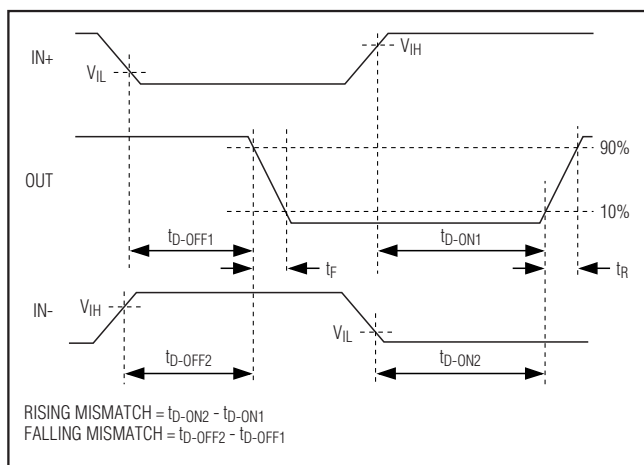 IN+
VIH
VIL
90%
OUT
10%
tD-OFF1
tD-ON1
tF
tR
IN-
VIH
VIL
tD-OFF2
tD-ON2
RISING MISMATCH = tD-ON2 - tD-ON1
FALLING MISMATCH = tD-OFF2 - tD-OFF1